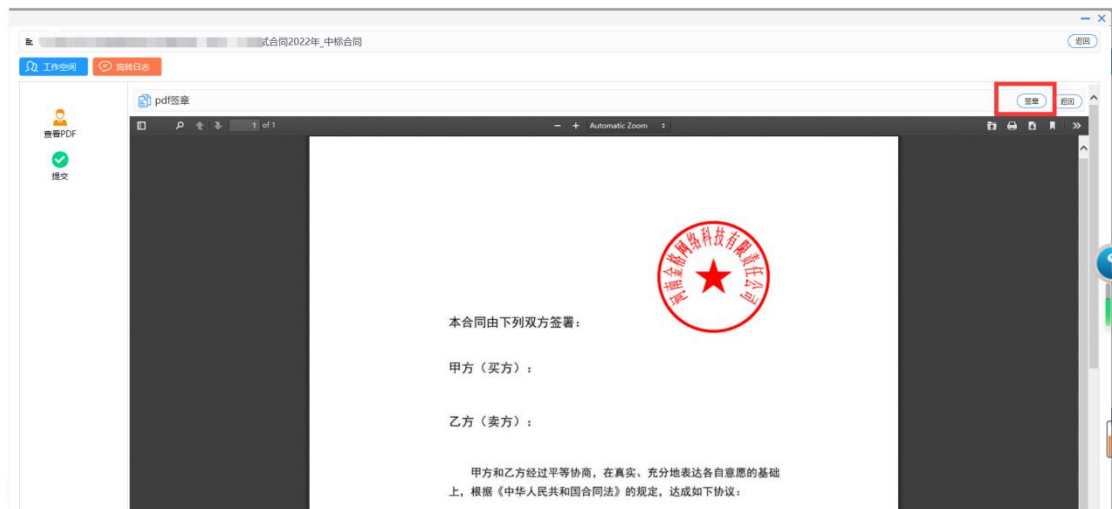 试合同2022年_中标合同
返回
工作空间
流转日志
pdf签章
签章
返回
查看PDF
提交
1 of 1
Automatic Zoom
河南金格网络科技有限责任公司
本合同由下列双方签署：
甲方（买方）：
乙方（卖方）：
甲方和乙方经过平等协商，在真实、充分地表达各自意愿的基础
上，根据《中华人民共和国合同法》的规定，达成如下协议：